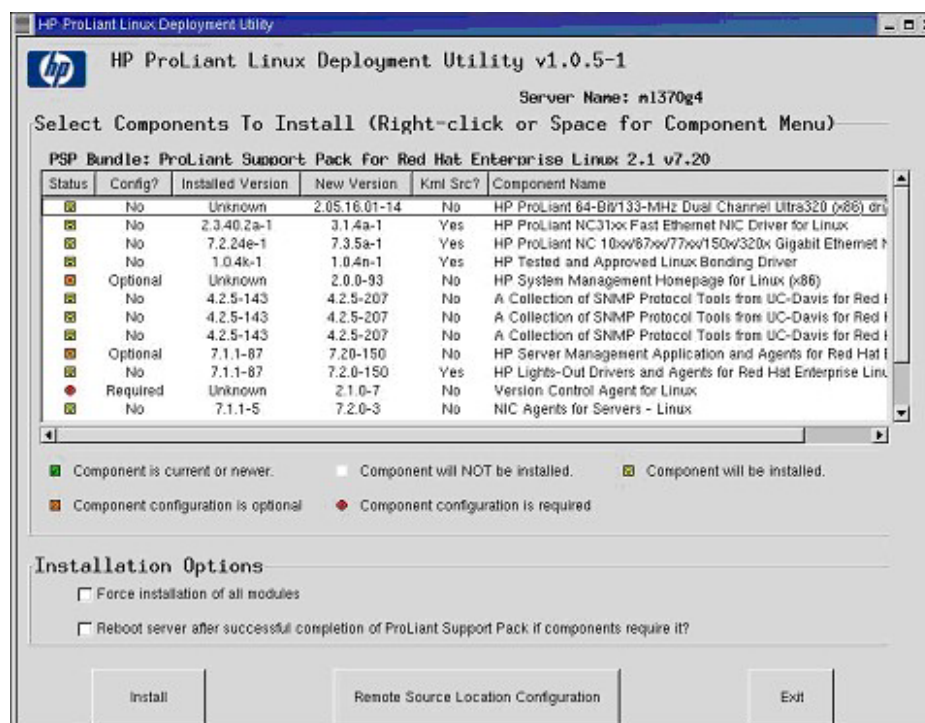 HP ProLiant Linux Deployment Utility
hp
HP ProLiant Linux Deployment Utility v1.0.5-1
Server Name: ml370g4
Select Components To Install (Right-click or Space for Component Menu)
PSP Bundle: ProLiant Support Pack for Red Hat Enterprise Linux 2.1 v7.20
Status Config? Installed Version New Version Krnl Src? Component Name
No Unknown 2.05.16.01-14 No HP ProLiant 64-Bit/133-MHz Dual Channel Ultra320 (x86) dri
No 2.3.40.2a-1 3.1.4a-1 Yes HP ProLiant NC31xx Fast Ethernet NIC Driver for Linux
No 7.2.24e-1 7.3.5a-1 Yes HP ProLiant NC 10xx/67xx/77xx/150x/320x Gigabit Ethernet
No 1.0.4k-1 1.0.4n-1 Yes HP Tested and Approved Linux Bonding Driver
Optional Unknown 2.0.0-93 No HP System Management Homepage for Linux (x86)
No 4.2.5-143 4.2.5-207 No A Collection of SNMP Protocol Tools from UC-Davis for Red
No 4.2.5-143 4.2.5-207 No A Collection of SNMP Protocol Tools from UC-Davis for Red
No 4.2.5-143 4.2.5-207 No A Collection of SNMP Protocol Tools from UC-Davis for Red
Optional 7.1.1-87 7.20-150 No HP Server Management Application and Agents for Red Hat
No 7.1.1-87 7.2.0-150 Yes HP Lights-Out Drivers and Agents for Red Hat Enterprise Linu
Required Unknown 2.1.0-7 No Version Control Agent for Linux
No 7.1.1-5 7.2.0-3 No NIC Agents for Servers - Linux
Component is current or newer. Component will NOT be installed. Component will be installed.
Component configuration is optional Component configuration is required
Installation Options
Force installation of all modules
Reboot server after successful completion of ProLiant Support Pack if components require it?
Install Remote Source Location Configuration Exit